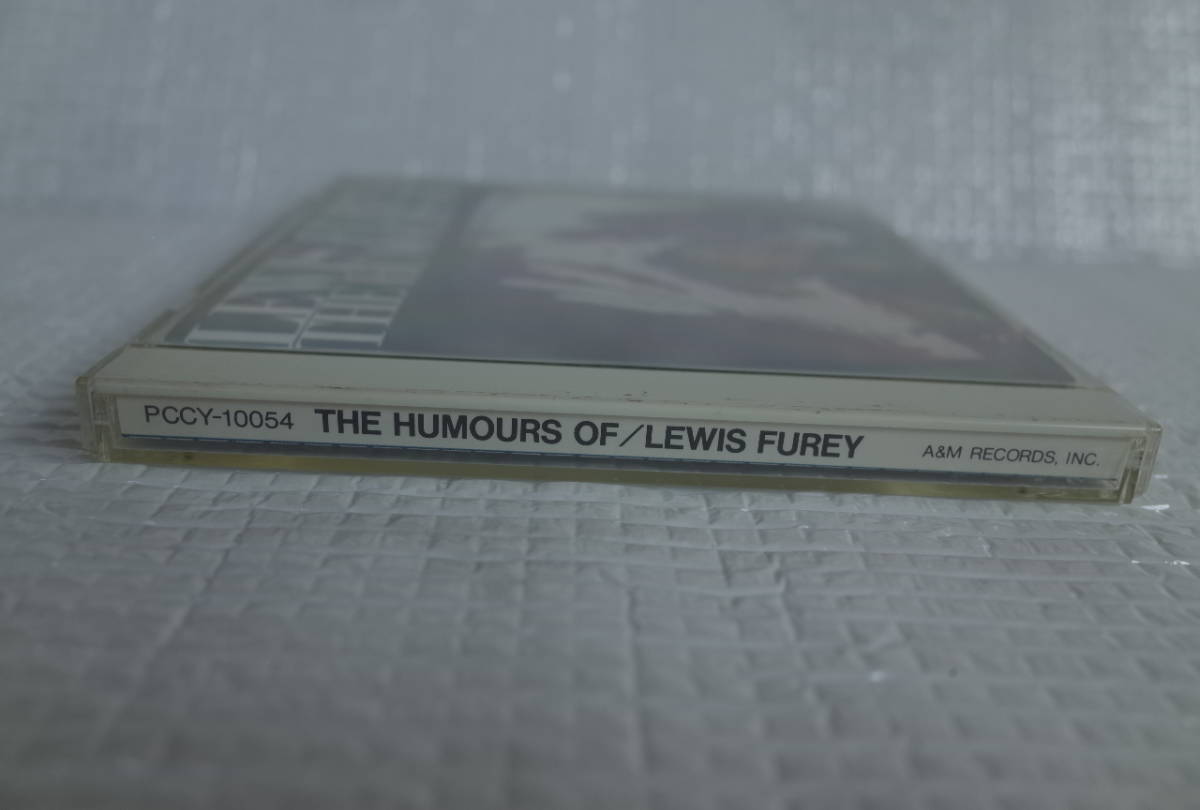 PCCY-10054 THE HUMOURS OF/LEWIS FUREY A&M RECORDS, INC.